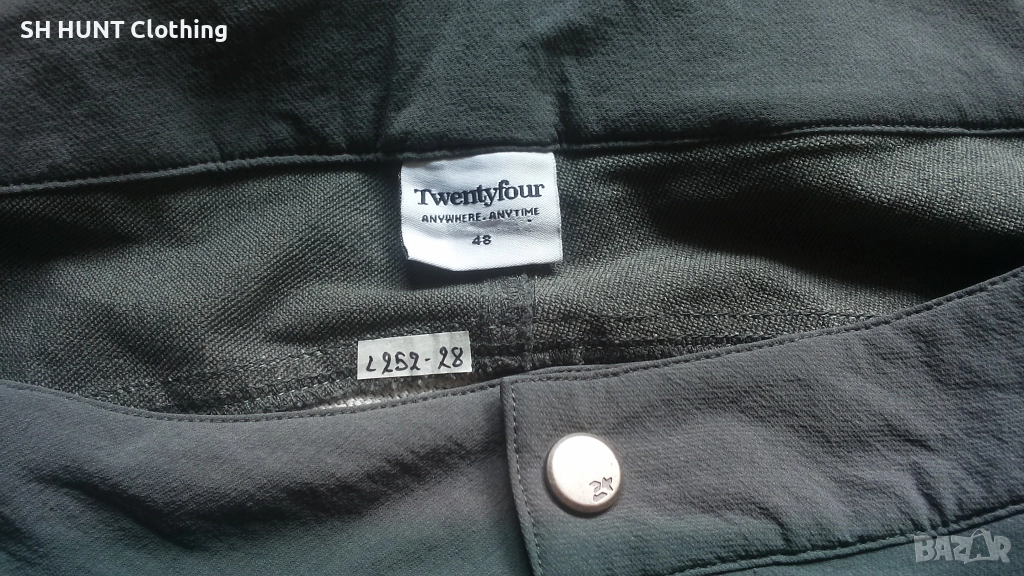 SH HUNT Clothing
Twentyfour
ANYWHERE. ANYTIME
48
L252-28
24
BAZAR